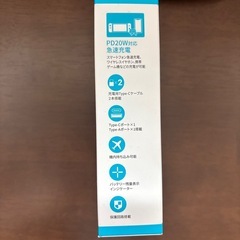 PD20W対応
急速充電
スマートフォン急速充電、
ワイヤレスイヤホン、携帯
ゲーム機などの充電が可能
2
充電用Type Cケーブル
2本搭載
Type Cポート×1
Type Aポート×2搭載
機内持ち込み可能
バッテリー残量表示
インジケーター
保護回路搭載